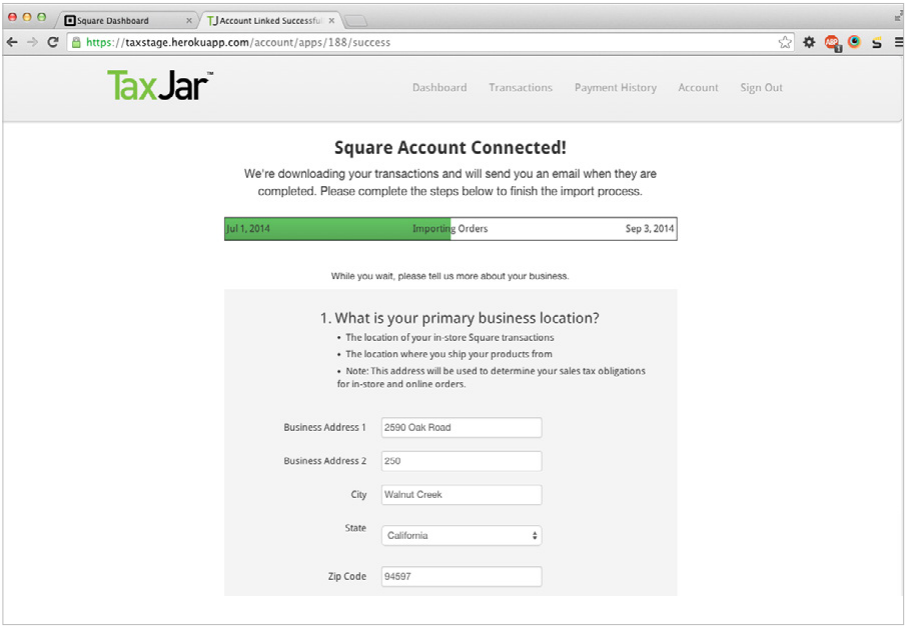 Square Dashboard × TJ Account Linked Successfu ×
https://taxstage.herokuapp.com/account/apps/188/success
ABP 1 S
TaxJar™
Dashboard Transactions Payment History Account Sign Out
Square Account Connected!
We're downloading your transactions and will send you an email when they are
completed. Please complete the steps below to finish the import process.
Jul 1, 2014 Importing Orders Sep 3, 2014
While you wait, please tell us more about your business.
1. What is your primary business location?
• The location of your in-store Square transactions
• The location where you ship your products from
• Note: This address will be used to determine your sales tax obligations
for in-store and online orders.
Business Address 1 2590 Oak Road
Business Address 2 250
City Walnut Creek
State California
Zip Code 94597